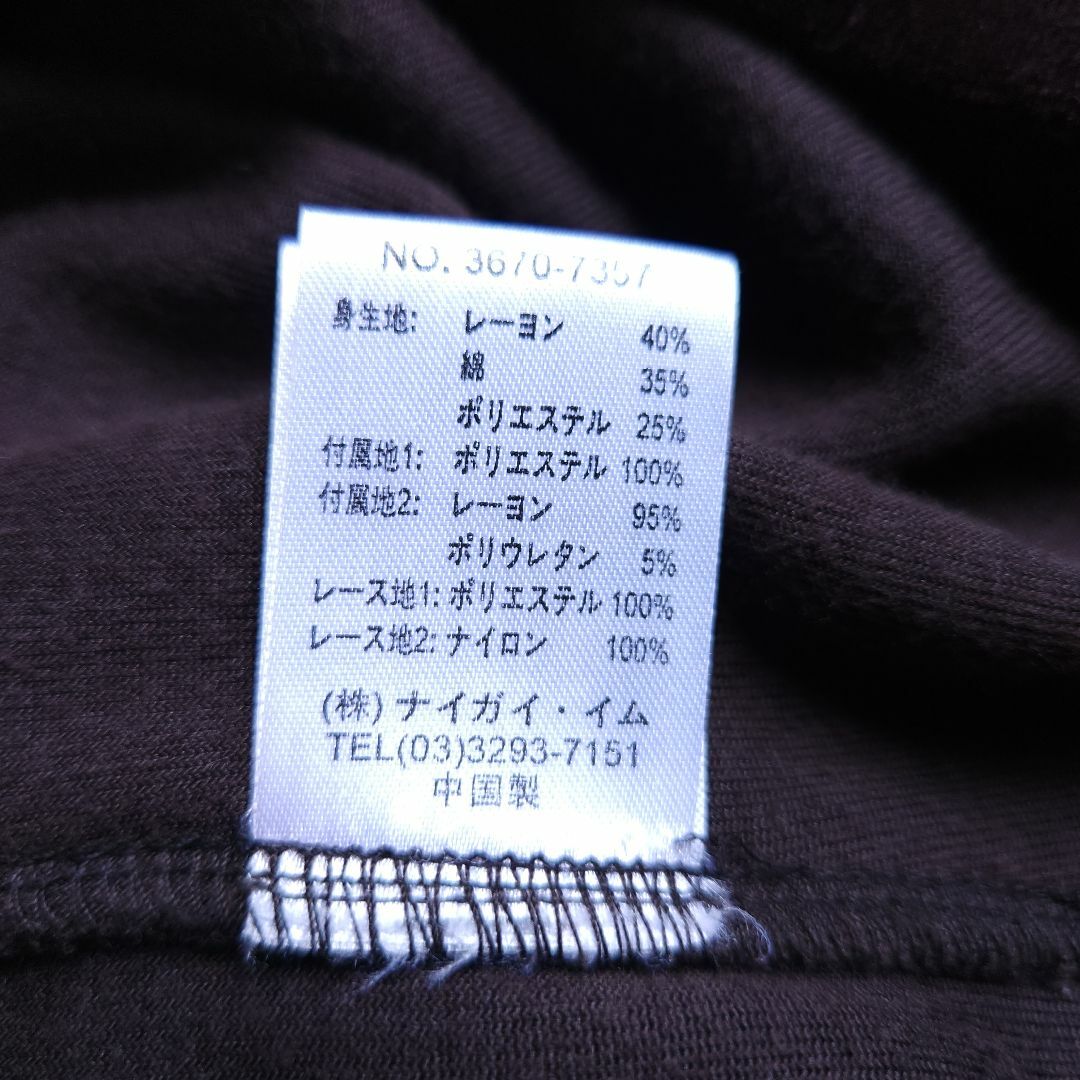 NO. 3670-7357
身生地: レーヨン 40%
綿 35%
ポリエステル 25%
付属地1: ポリエステル 100%
付属地2: レーヨン 95%
ポリウレタン 5%
レース地1: ポリエステル 100%
レース地2: ナイロン 100%
(株) ナイガイ・イム
TEL(03)3293-7151
中国製